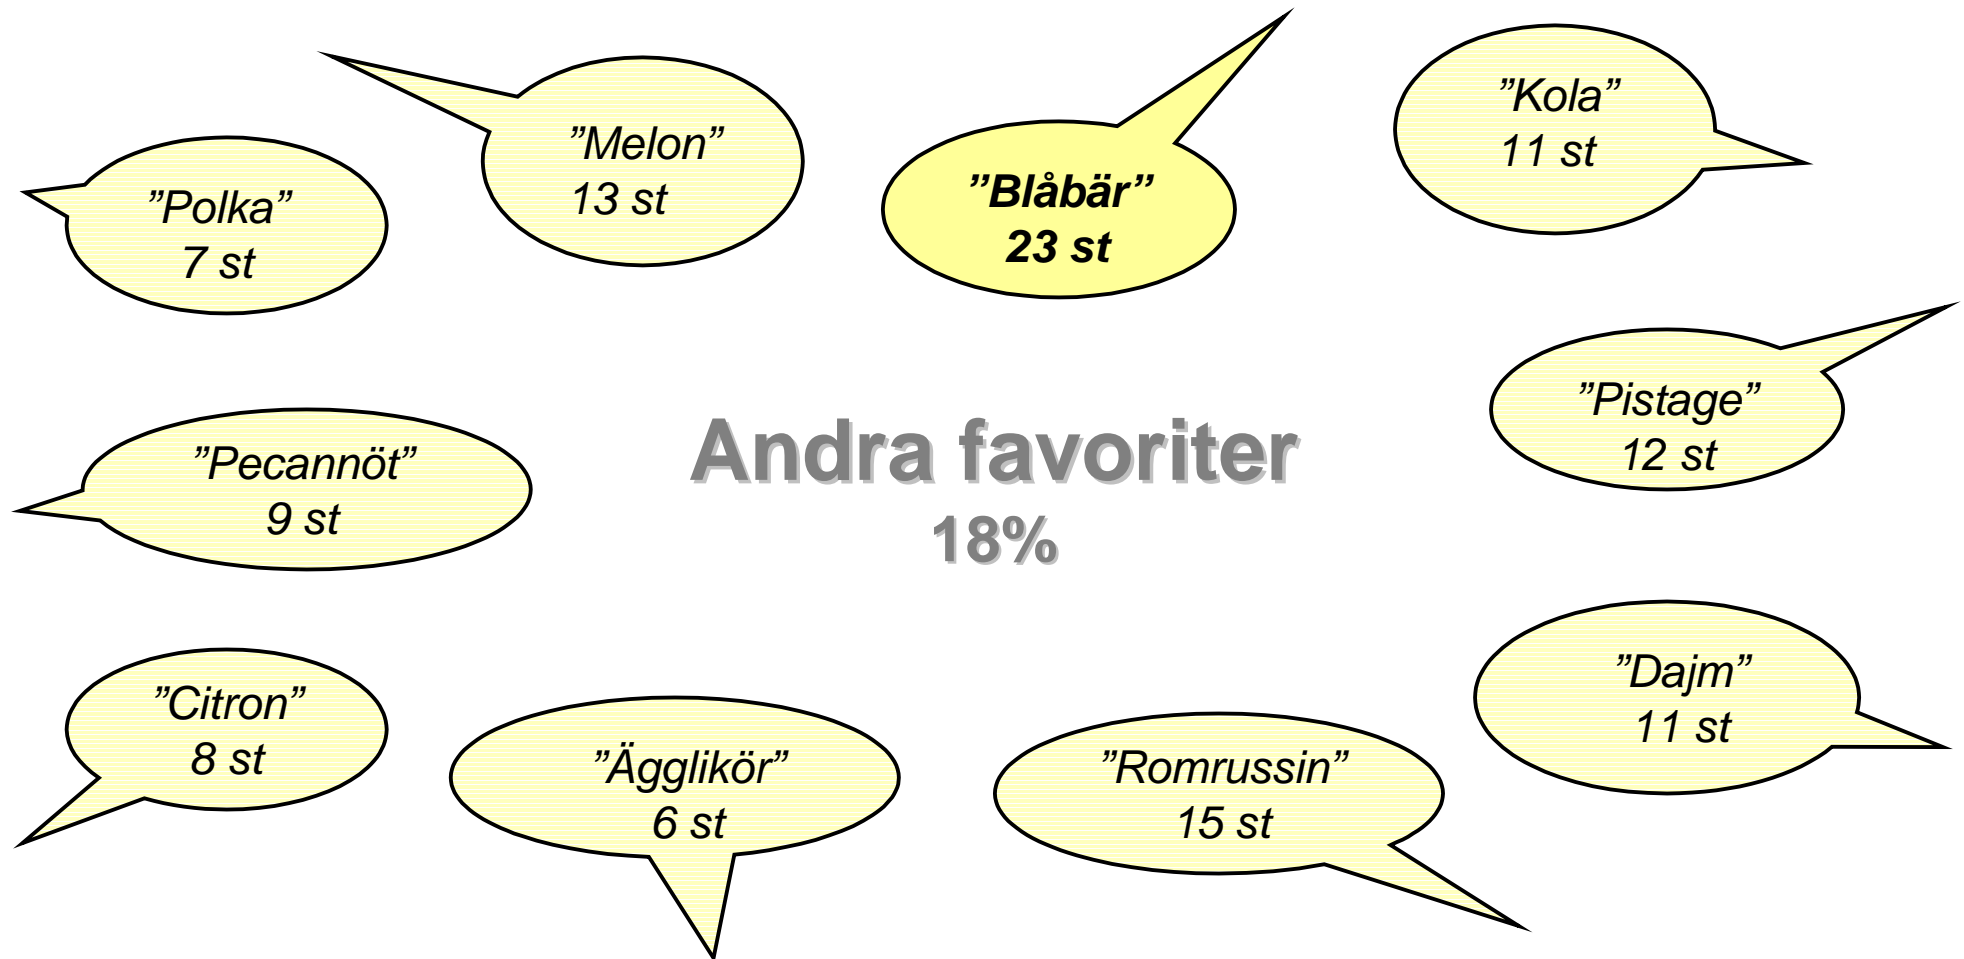 ”Polka”
7 st
”Melon”
13 st
”Blåbär”
23 st
”Kola”
11 st
”Pecannöt”
9 st
Andra favoriter
18%
”Pistage”
12 st
”Citron”
8 st
”Ägglikör”
6 st
”Romrussin”
15 st
”Dajm”
11 st